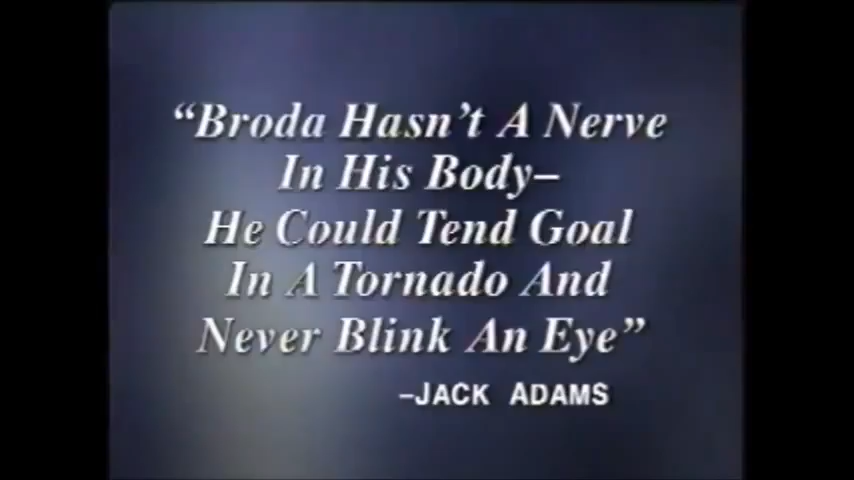 “Broda Hasn’t A Nerve
In His Body–
He Could Tend Goal
In A Tornado And
Never Blink An Eye”
–JACK ADAMS